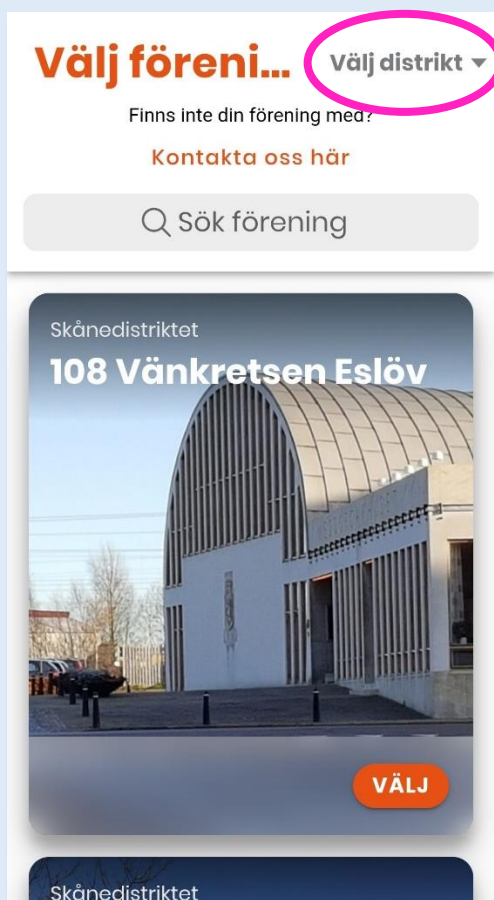 Välj föreni...
Välj distrikt
Finns inte din förening med?
Kontakta oss här
Sök förening
Skånedistriktet
108 Vänkretsen Eslöv
VÄLJ
Skånedistriktet